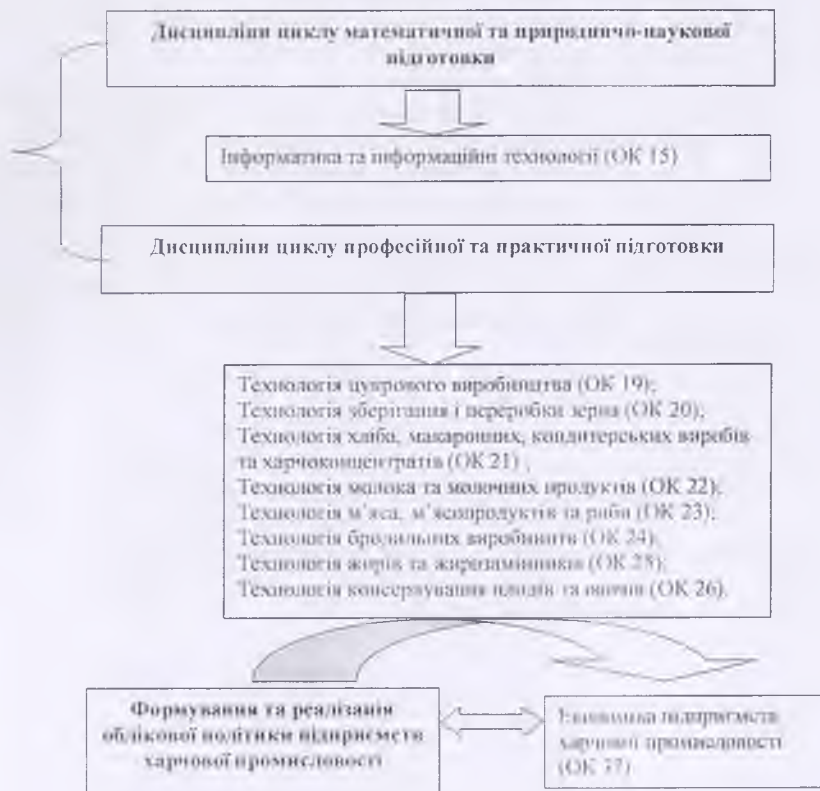 Дисципліни циклу математичної та природничо-наукової
підготовки
Інформатика та інформаційні технології (ОК 15)
Дисципліни циклу професійної та практичної підготовки
Технологія цукрового виробництва (ОК 19);
Технологія зберігання і переробки зерна (ОК 20);
Технологія хліба, макаронних, кондитерських виробів
та харчоконцентратів (ОК 21) ,
Технологія молока та молочних продуктів (ОК 22);
Технологія м'яса, м'ясопродуктів та риби (ОК 23);
Технологія бродильних виробництв (ОК 24);
Технологія жирів та жирозамінників (ОК 25);
Технологія консервування плодів та овочів (ОК 26).
Формування та реалізація
облікової політики підприємств
харчової промисловості
Економіка підприємств
харчової промисловості
(ОК 37)